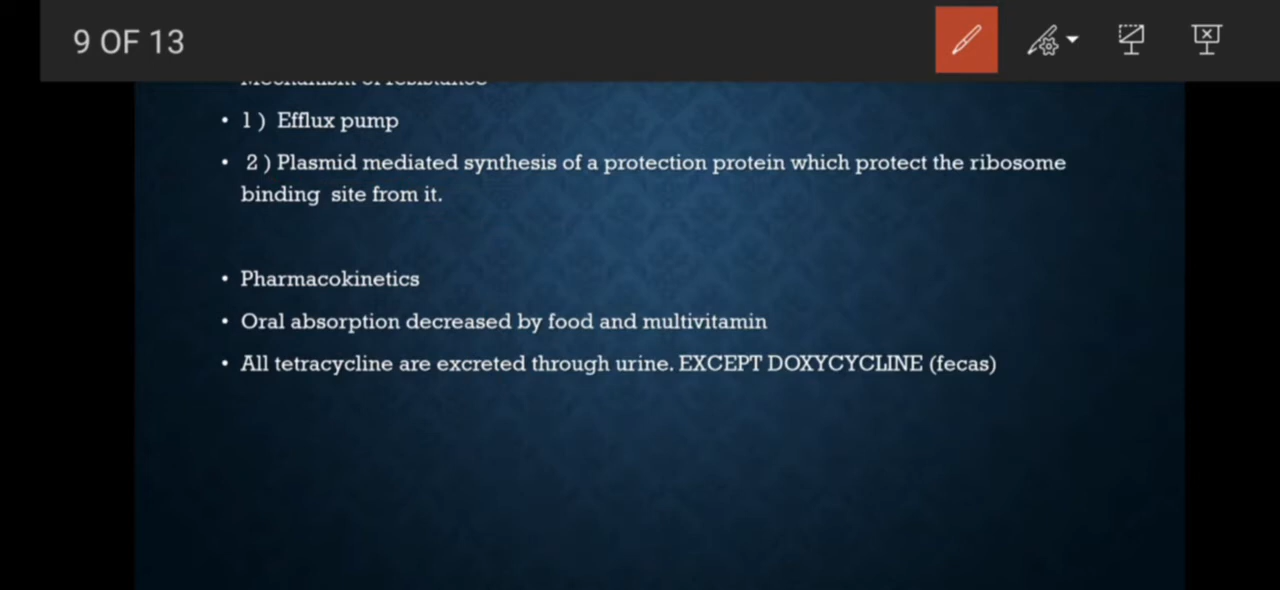 9 OF 13
Mechanism of resistance
• 1 ) Efflux pump
• 2 ) Plasmid mediated synthesis of a protection protein which protect the ribosome
binding site from it.
• Pharmacokinetics
• Oral absorption decreased by food and multivitamin
• All tetracycline are excreted through urine. EXCEPT DOXYCYCLINE (fecas)